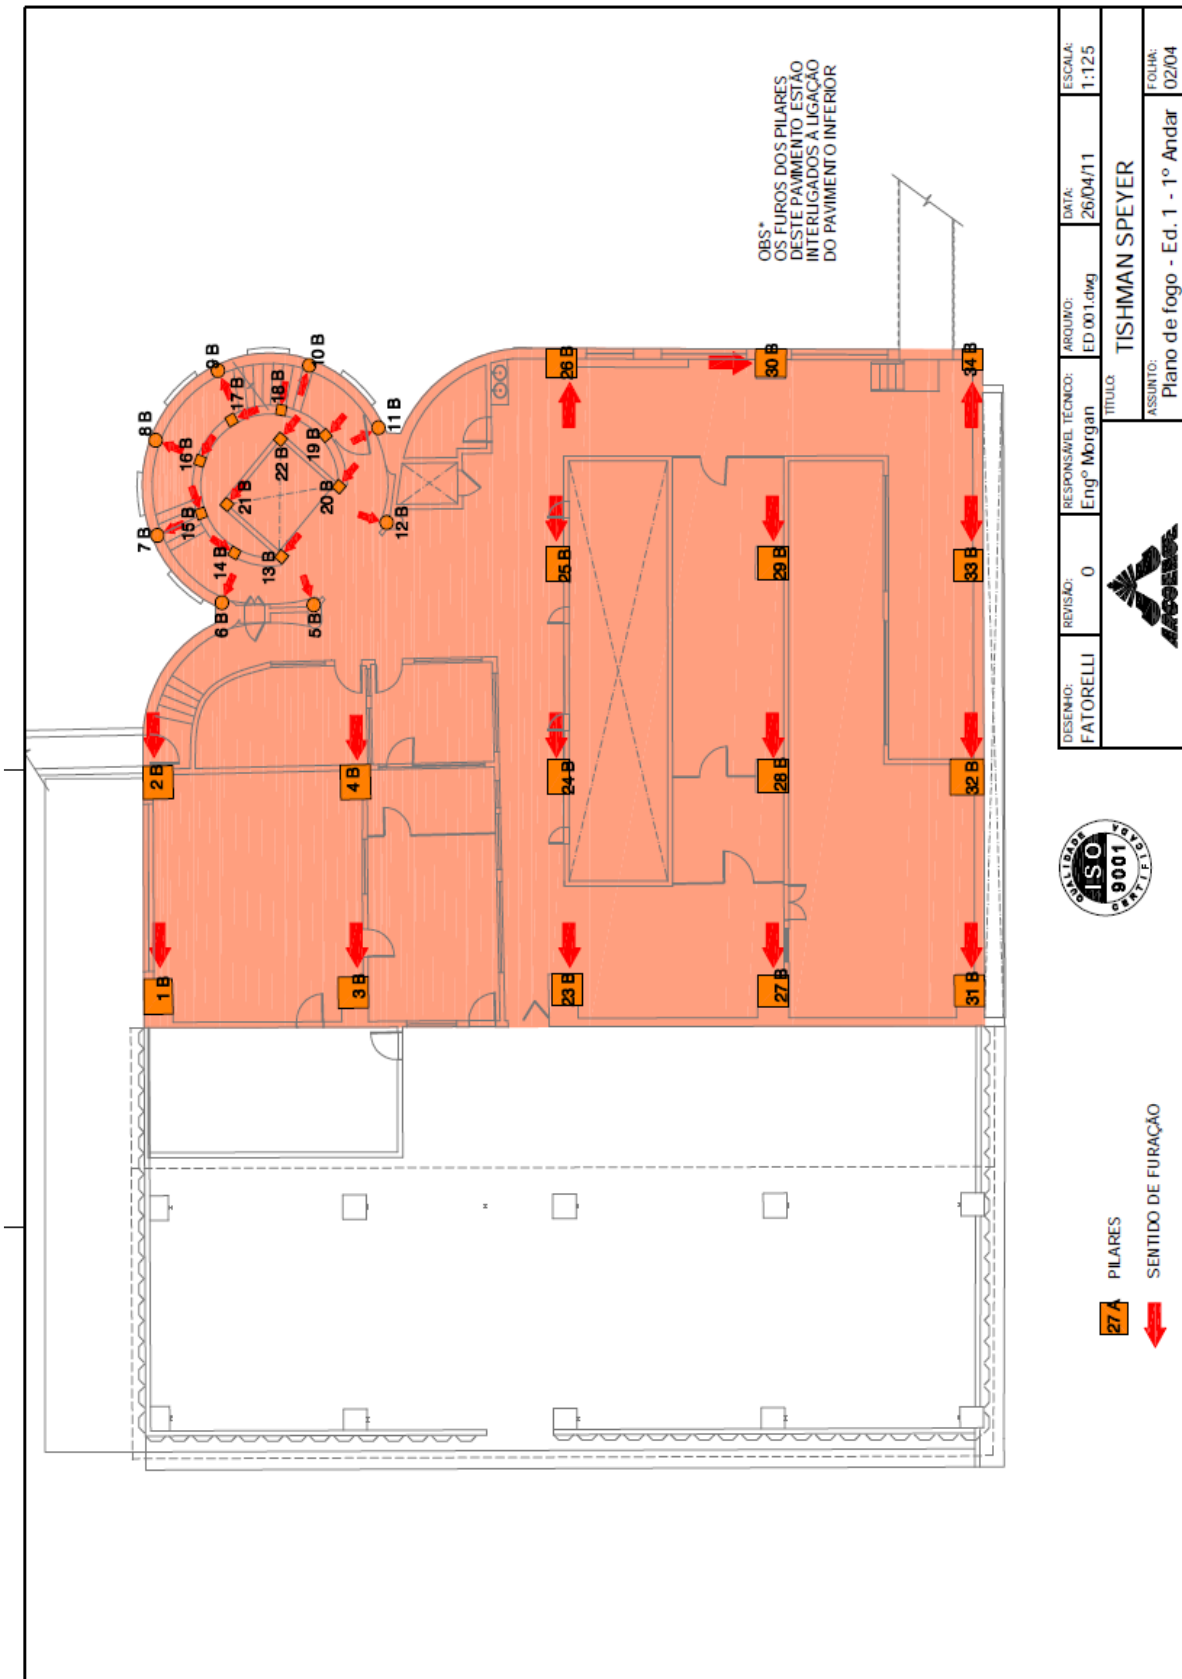 OBS*
OS FUROS DOS PILARES
DESTE PAVIMENTO ESTÃO
INTERLIGADOS À LIGAÇÃO
DO PAVIMENTO INFERIOR
1 B
2 B
3 B
4 B
5 B
6 B
7 B
8 B
9 B
10 B
11 B
12 B
13 B
14 B
15 B
16 B
17 B
18 B
19 B
20 B
21 B
22 B
23 B
24 B
25 B
26 B
27 B
28 B
29 B
30 B
31 B
32 B
33 B
34 B
27 A
PILARES
SENTIDO DE FURAÇÃO
QUALIDADE
ISO
9001
CERTIFICADA
DESENHO:
FATORELLI
REVISÃO:
0
RESPONSÁVEL TÉCNICO:
Engº Morgan
ARQUIVO:
ED 001.dwg
DATA:
26/04/11
ESCALA:
1:125
TÍTULO:
TISHMAN SPEYER
ASSUNTO:
Plano de fogo - Ed. 1 - 1º Andar
FOLHA:
02/04